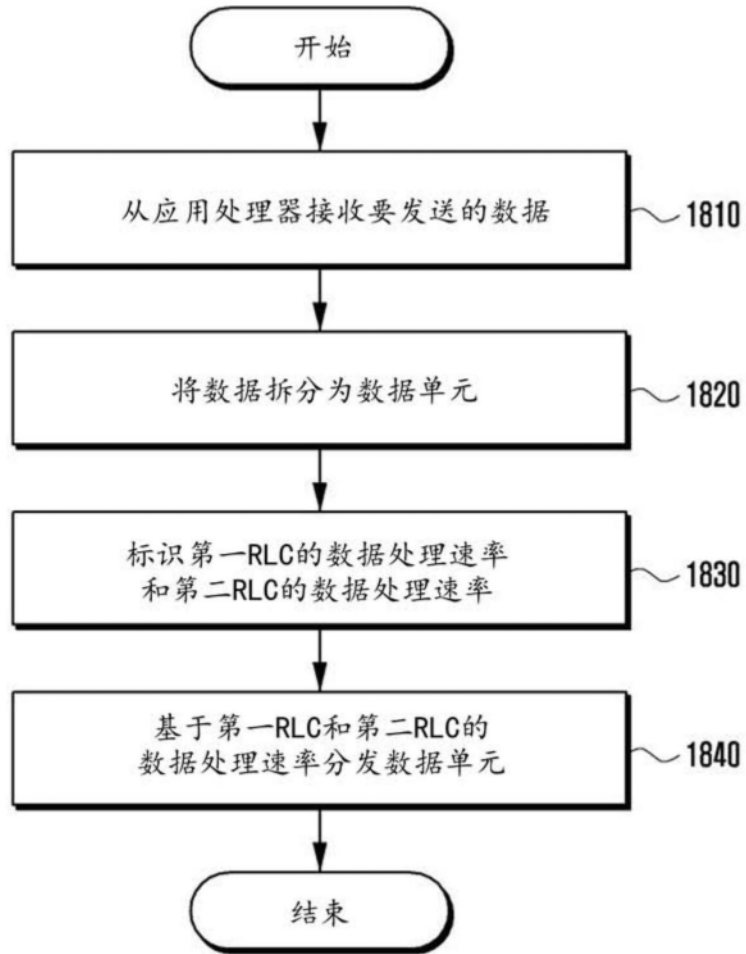 开始
从应用处理器接收要发送的数据
1810
将数据拆分为数据单元
1820
标识第一RLC的数据处理速率
和第二RLC的数据处理速率
1830
基于第一RLC和第二RLC的
数据处理速率分发数据单元
1840
结束